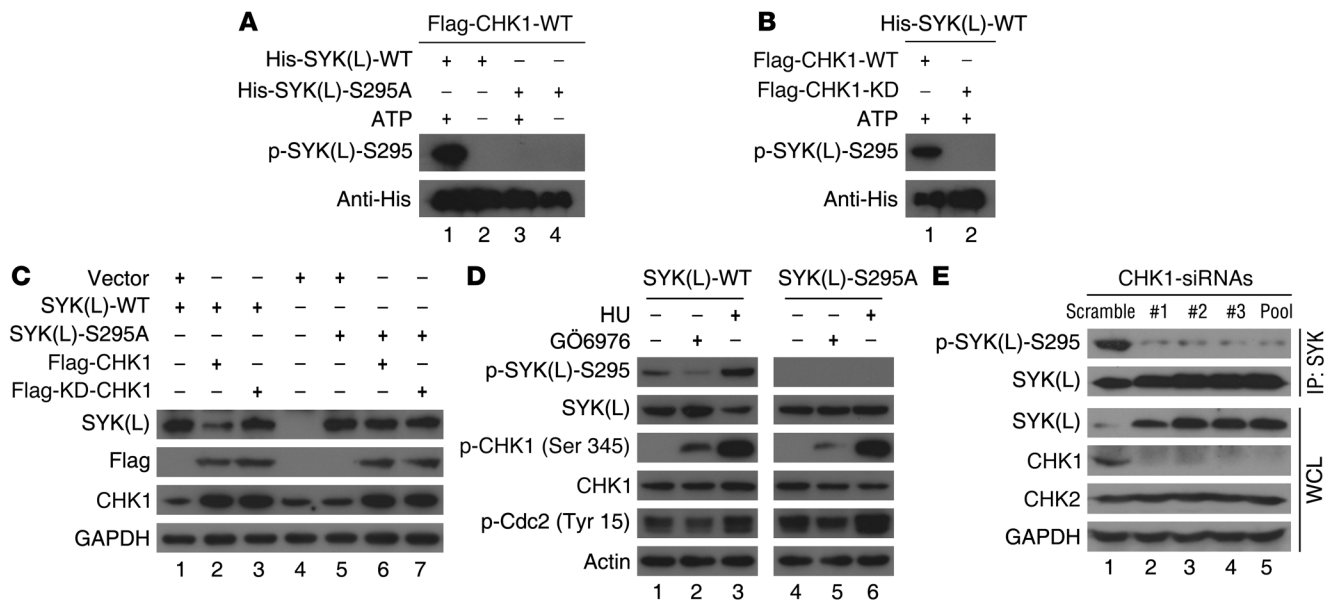 A
Flag-CHK1-WT
His-SYK(L)-WT + + – –
His-SYK(L)-S295A – – + +
ATP + – + –
p-SYK(L)-S295
Anti-His
1 2 3 4
B
His-SYK(L)-WT
Flag-CHK1-WT + –
Flag-CHK1-KD – +
ATP + +
p-SYK(L)-S295
Anti-His
1 2
C
Vector + – – + + – –
SYK(L)-WT + + + – – – –
SYK(L)-S295A – – – – + + +
Flag-CHK1 – + – – – + –
Flag-KD-CHK1 – – + – – – +
SYK(L)
Flag
CHK1
GAPDH
1 2 3 4 5 6 7
D
SYK(L)-WT SYK(L)-S295A
HU – – + – – +
GÖ6976 – + – – + –
p-SYK(L)-S295
SYK(L)
p-CHK1 (Ser 345)
CHK1
p-Cdc2 (Tyr 15)
Actin
1 2 3 4 5 6
E
CHK1-siRNAs
Scramble #1 #2 #3 Pool
p-SYK(L)-S295
SYK(L)
IP: SYK
SYK(L)
CHK1
CHK2
GAPDH
WCL
1 2 3 4 5